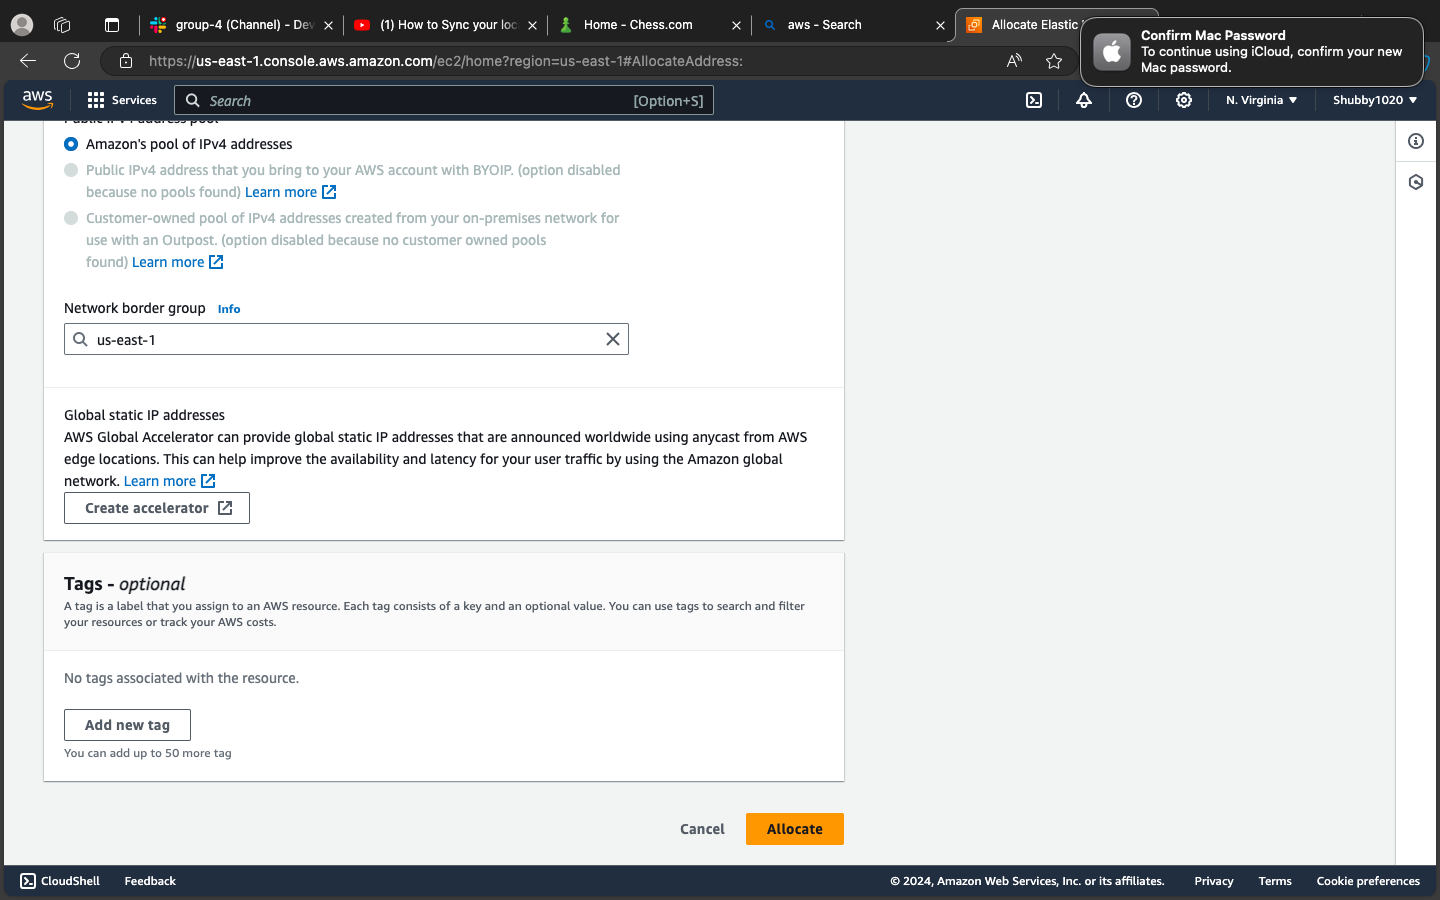 group-4 (Channel) - Dev
(1) How to Sync your loc
Home - Chess.com
aws - Search
Allocate Elastic
Confirm Mac Password
To continue using iCloud, confirm your new
Mac password.
https://us-east-1.console.aws.amazon.com/ec2/home?region=us-east-1#AllocateAddress:
aws
Services
Search
[Option+S]
N. Virginia
Shubby1020
Public IPv4 address pool
Amazon's pool of IPv4 addresses
Public IPv4 address that you bring to your AWS account with BYOIP. (option disabled
because no pools found) Learn more
Customer-owned pool of IPv4 addresses created from your on-premises network for
use with an Outpost. (option disabled because no customer owned pools
found) Learn more
Network border group Info
us-east-1
Global static IP addresses
AWS Global Accelerator can provide global static IP addresses that are announced worldwide using anycast from AWS
edge locations. This can help improve the availability and latency for your user traffic by using the Amazon global
network. Learn more
Create accelerator
Tags - optional
A tag is a label that you assign to an AWS resource. Each tag consists of a key and an optional value. You can use tags to search and filter
your resources or track your AWS costs.
No tags associated with the resource.
Add new tag
You can add up to 50 more tag
Cancel
Allocate
CloudShell
Feedback
© 2024, Amazon Web Services, Inc. or its affiliates.
Privacy
Terms
Cookie preferences